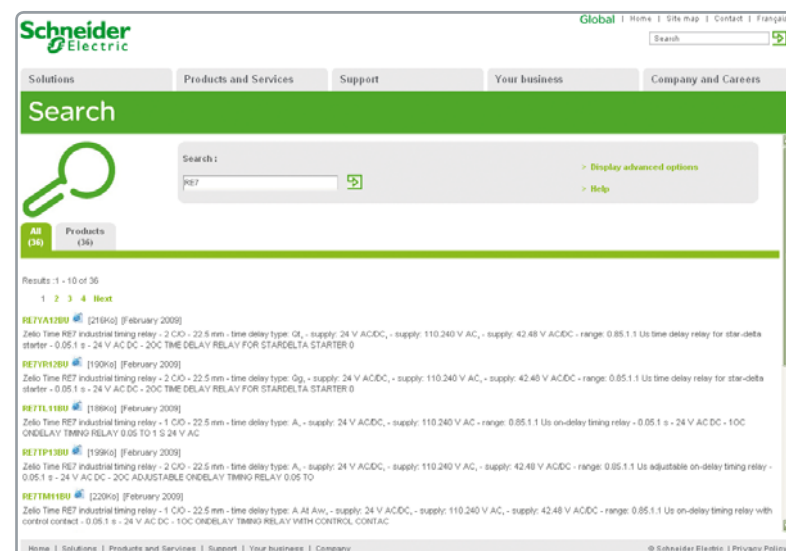 Schneider Electric
Global | Home | Site map | Contact | Françai
Search
Solutions Products and Services Support Your business Company and Careers
Search
Search :
RE7
> Display advanced options
> Help
All (36) Products (36)
Results :1 - 10 of 36
1 2 3 4 Next
RE7YA12BU [216Ko] [February 2009]
Zelio Time RE7 industrial timing relay - 2 C/O - 22.5 mm - time delay type: Qt, - supply: 24 V AC/DC, - supply: 110.240 V AC, - supply: 42.48 V AC/DC - range: 0.85.1.1 Us time delay relay for star-delta
starter - 0.05.1 s - 24 V AC DC - 2OC TIME DELAY RELAY FOR STARDELTA STARTER 0
RE7YR12BU [190Ko] [February 2009]
Zelio Time RE7 industrial timing relay - 2 C/O - 22.5 mm - time delay type: Qg, - supply: 24 V AC/DC, - supply: 110.240 V AC, - supply: 42.48 V AC/DC - range: 0.85.1.1 Us time delay relay for star-delta
starter - 0.05.1 s - 24 V AC DC - 2OC TIME DELAY RELAY FOR STARDELTA STARTER 0
RE7TL11BU [186Ko] [February 2009]
Zelio Time RE7 industrial timing relay - 1 C/O - 22.5 mm - time delay type: A, - supply: 24 V AC/DC, - supply: 110.240 V AC - range: 0.85.1.1 Us on-delay timing relay - 0.05.1 s - 24 V AC DC - 1OC
ONDELAY TIMING RELAY 0.05 TO 1 S 24 V AC
RE7TP13BU [199Ko] [February 2009]
Zelio Time RE7 industrial timing relay - 2 C/O - 22.5 mm - time delay type: A, - supply: 24 V AC/DC, - supply: 110.240 V AC, - supply: 42.48 V AC/DC - range: 0.85.1.1 Us adjustable on-delay timing relay -
0.05.1 s - 24 V AC DC - 2OC ADJUSTABLE ONDELAY TIMING RELAY 0.05 TO
RE7TM11BU [220Ko] [February 2009]
Zelio Time RE7 industrial timing relay - 1 C/O - 22.5 mm - time delay type: A At Aw, - supply: 24 V AC/DC, - supply: 110.240 V AC, - supply: 42.48 V AC/DC - range: 0.85.1.1 Us on-delay timing relay with
control contact - 0.05.1 s - 24 V AC DC - 1OC ONDELAY TIMING RELAY WITH CONTROL CONTAC
Home | Solutions | Products and Services | Support | Your business | Company © Schneider Electric | Privacy Policy